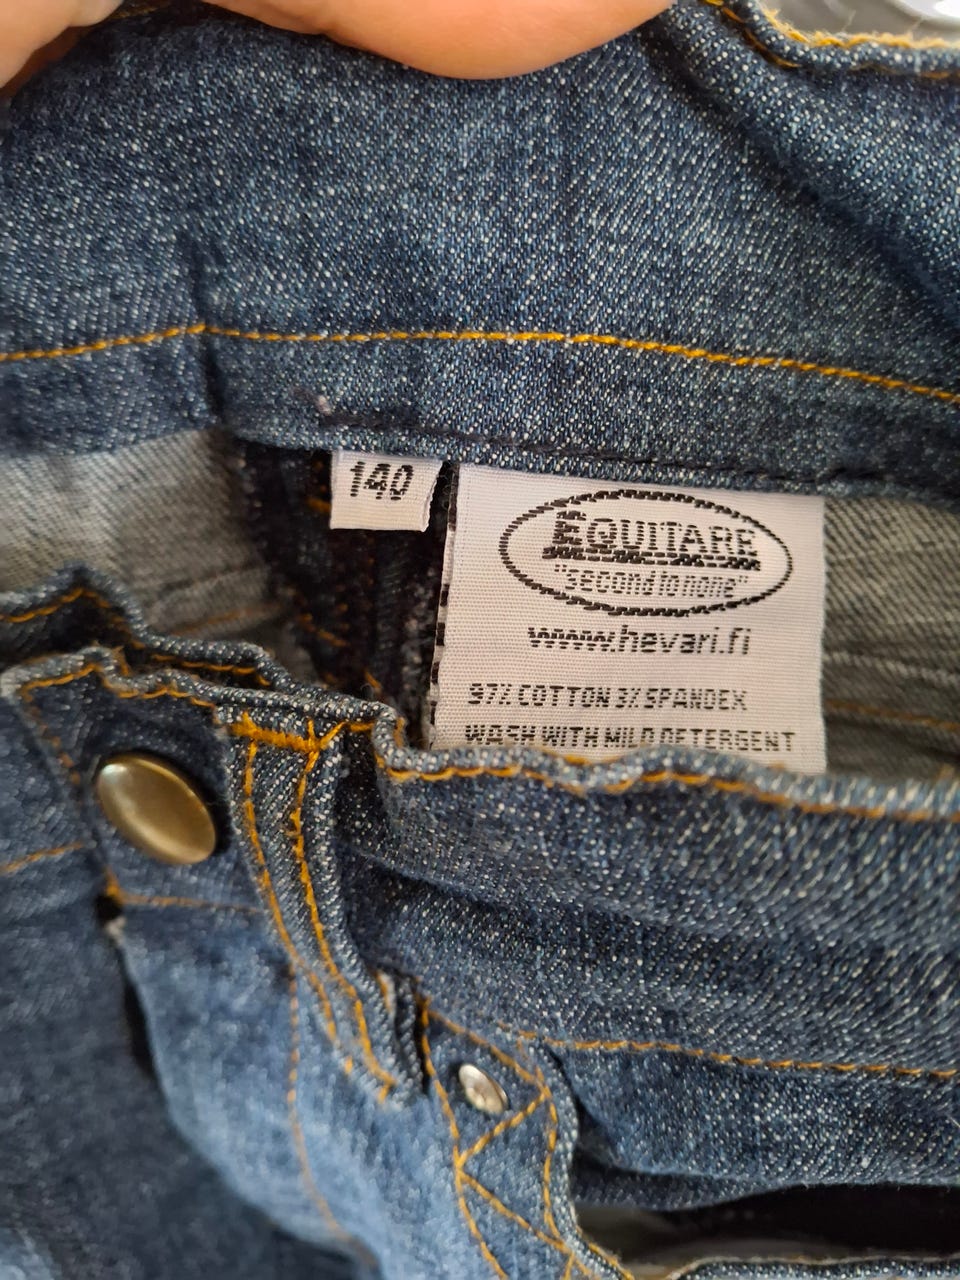 140
EQUITARE
"second to none"
www.hevari.fi
97% COTTON 3% SPANDEX
WASH WITH MILD DETERGENT